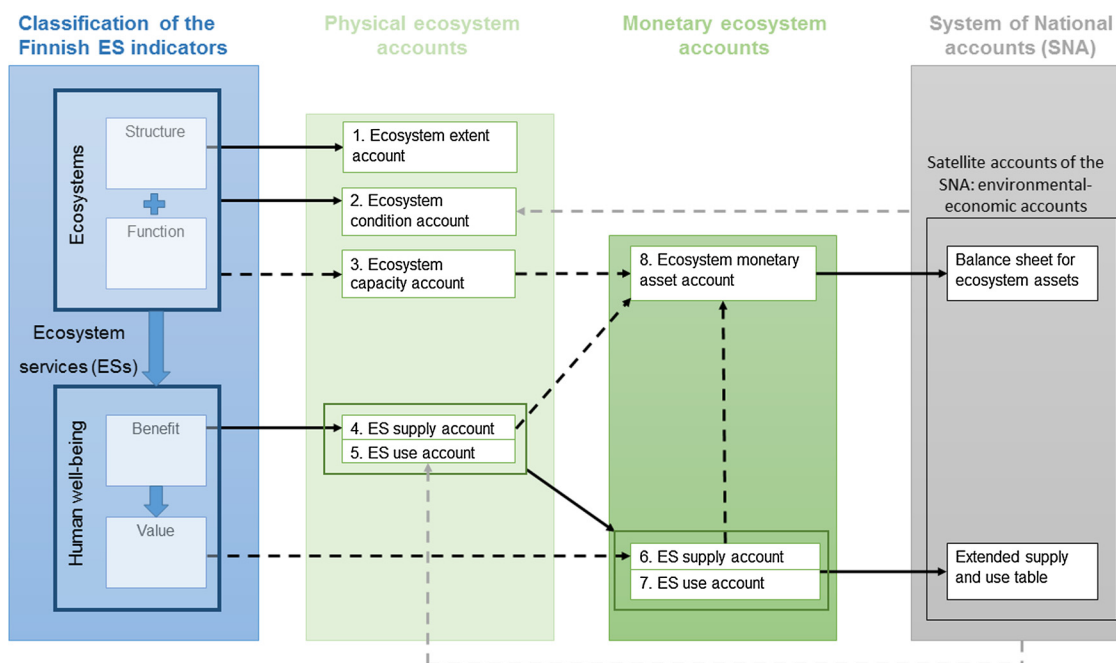 Classification of the
Finnish ES indicators
Physical ecosystem
accounts
Monetary ecosystem
accounts
System of National
accounts (SNA)
Ecosystems
Structure
Function
1. Ecosystem extent
account
2. Ecosystem
condition account
3. Ecosystem
capacity account
8. Ecosystem monetary
asset account
Satellite accounts of the
SNA: environmental-
economic accounts
Balance sheet for
ecosystem assets
Ecosystem
services (ESs)
Human well-being
Benefit
Value
4. ES supply account
5. ES use account
6. ES supply account
7. ES use account
Extended supply
and use table